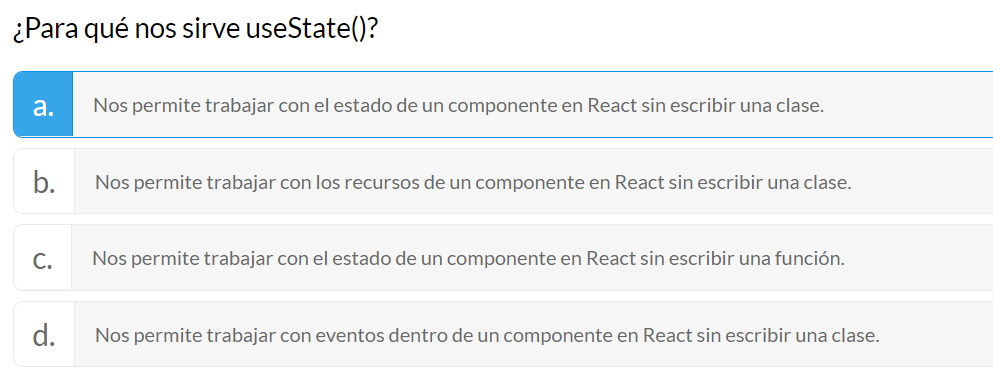 ¿Para qué nos sirve useState()?
a. Nos permite trabajar con el estado de un componente en React sin escribir una clase.
b. Nos permite trabajar con los recursos de un componente en React sin escribir una clase.
c. Nos permite trabajar con el estado de un componente en React sin escribir una función.
d. Nos permite trabajar con eventos dentro de un componente en React sin escribir una clase.